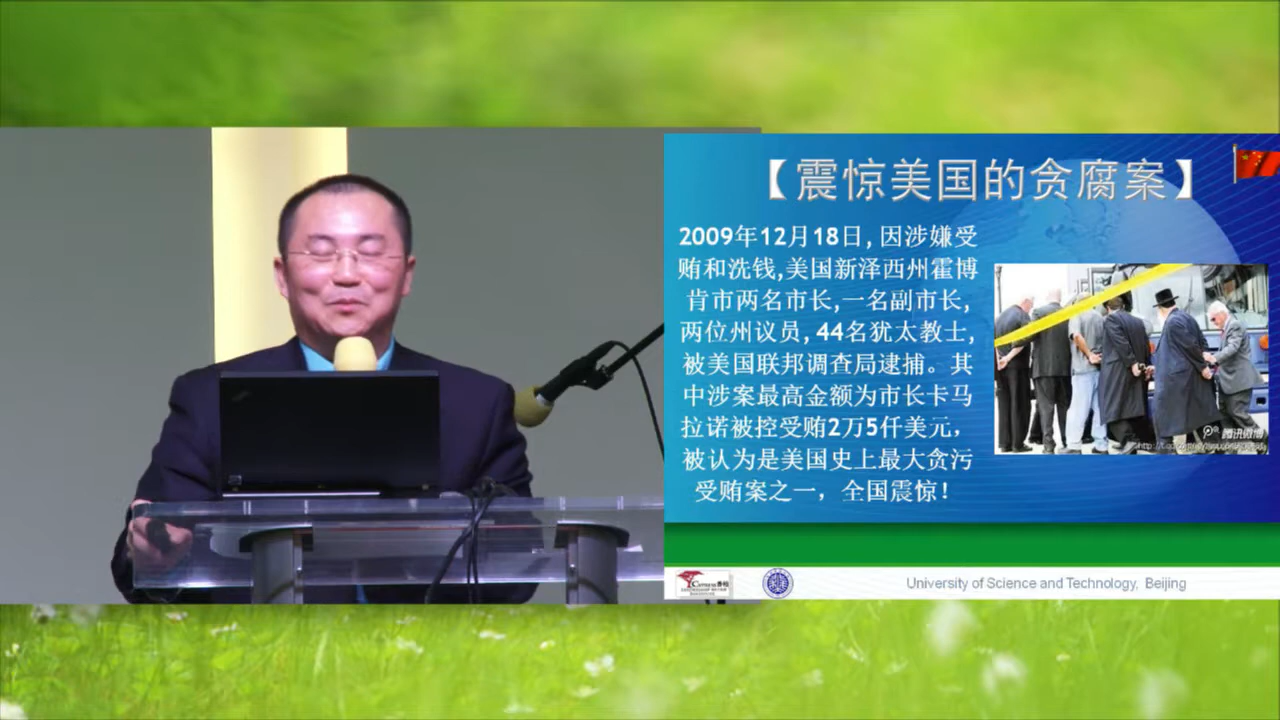 【震惊美国的贪腐案】
2009年12月18日, 因涉嫌受
贿和洗钱,美国新泽西州霍博
肯市两名市长,一名副市长,
两位州议员, 44名犹太教士,
被美国联邦调查局逮捕。其
中涉案最高金额为市长卡马
拉诺被控受贿2万5仟美元，
被认为是美国史上最大贪污
受贿案之一，全国震惊！
腾讯微博
University of Science and Technology, Beijing